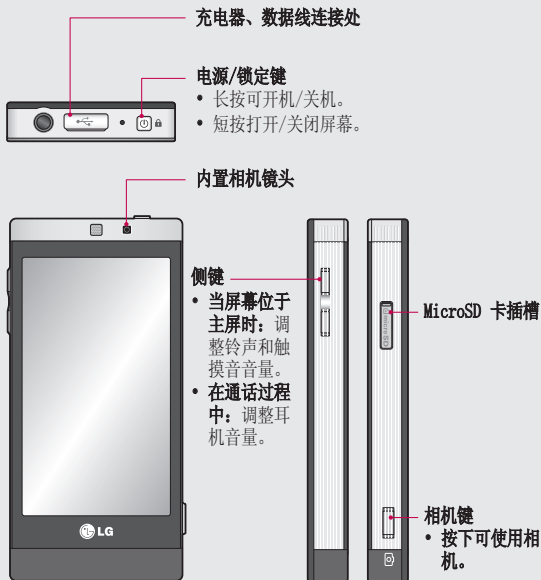 充电器、数据线连接处
电源/锁定键
• 长按可开机/关机。
• 短按打开/关闭屏幕。
内置相机镜头
侧键
• 当屏幕位于
主屏时：调
整铃声和触
摸音音量。
• 在通话过程
中：调整耳
机音量。
MicroSD 卡插槽
microSD
相机键
• 按下可使用相
机。
LG